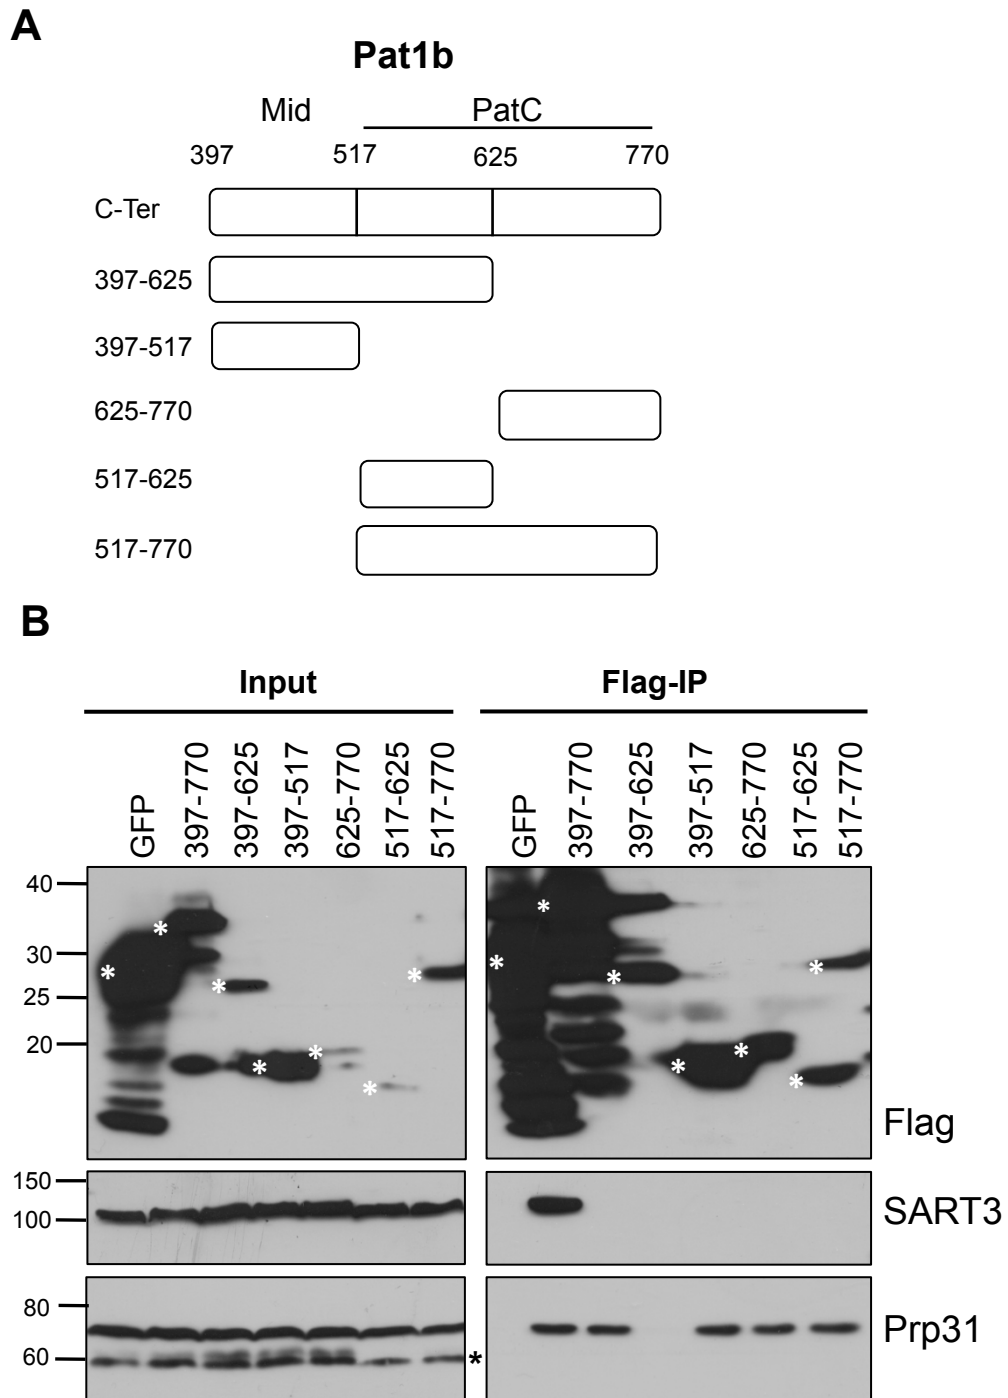 A
Pat1b
Mid PatC
397 517 625 770
C-Ter
397-625
397-517
625-770
517-625
517-770
B
Input Flag-IP
GFP 397-770 397-625 397-517 625-770 517-625 517-770 GFP 397-770 397-625 397-517 625-770 517-625 517-770
40
*
*
30
*
*
*
*
*
*
25
20
*
*
*
*
*
*
Flag
150
100
SART3
80
Prp31
60 *